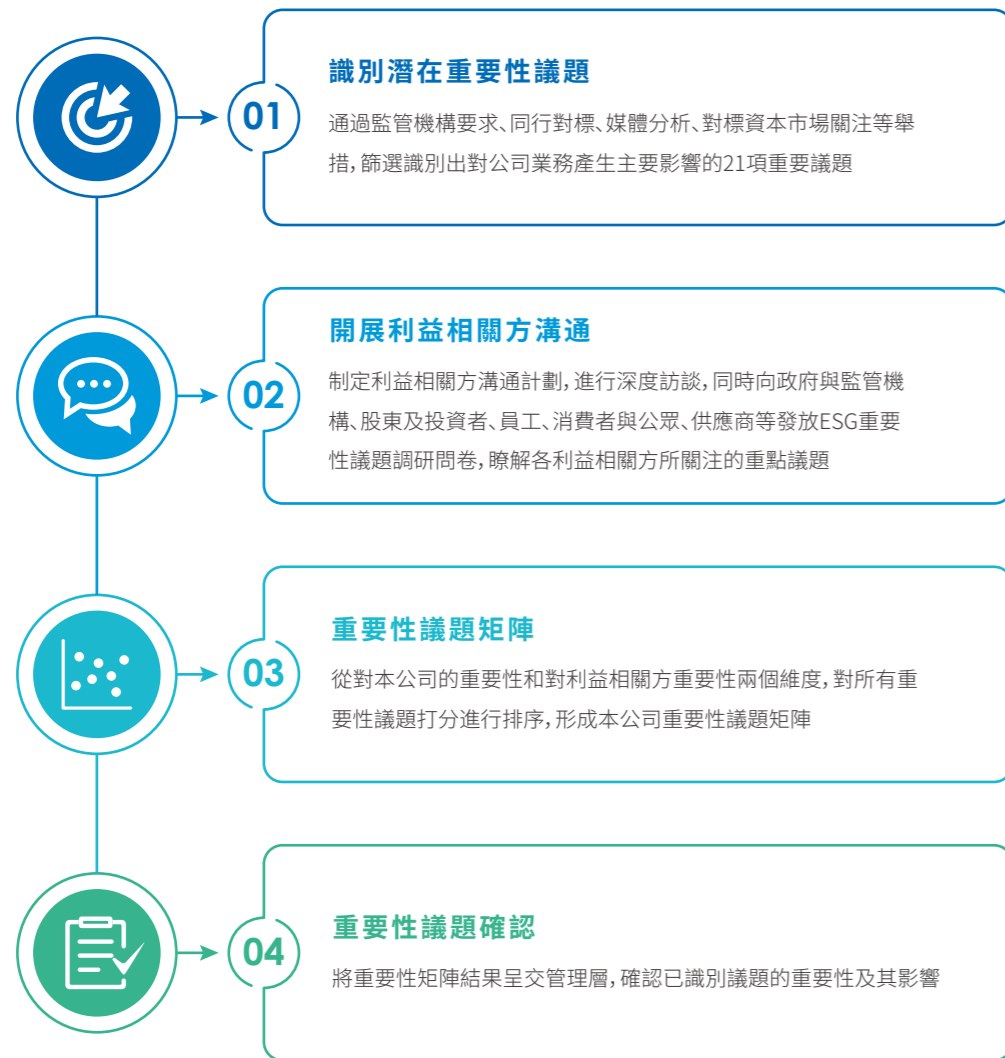 01
識別潛在重要性議題
通過監管機構要求、同行對標、媒體分析、對標資本市場關注等舉
措，篩選識別出對公司業務產生主要影響的21項重要議題
02
開展利益相關方溝通
制定利益相關方溝通計劃，進行深度訪談，同時向政府與監管機
構、股東及投資者、員工、消費者與公眾、供應商等發放ESG重要
性議題調研問卷，瞭解各利益相關方所關注的重點議題
03
重要性議題矩陣
從對本公司的重要性和對利益相關方重要性兩個維度，對所有重
要性議題打分進行排序，形成本公司重要性議題矩陣
04
重要性議題確認
將重要性矩陣結果呈交管理層，確認已識別議題的重要性及其影響